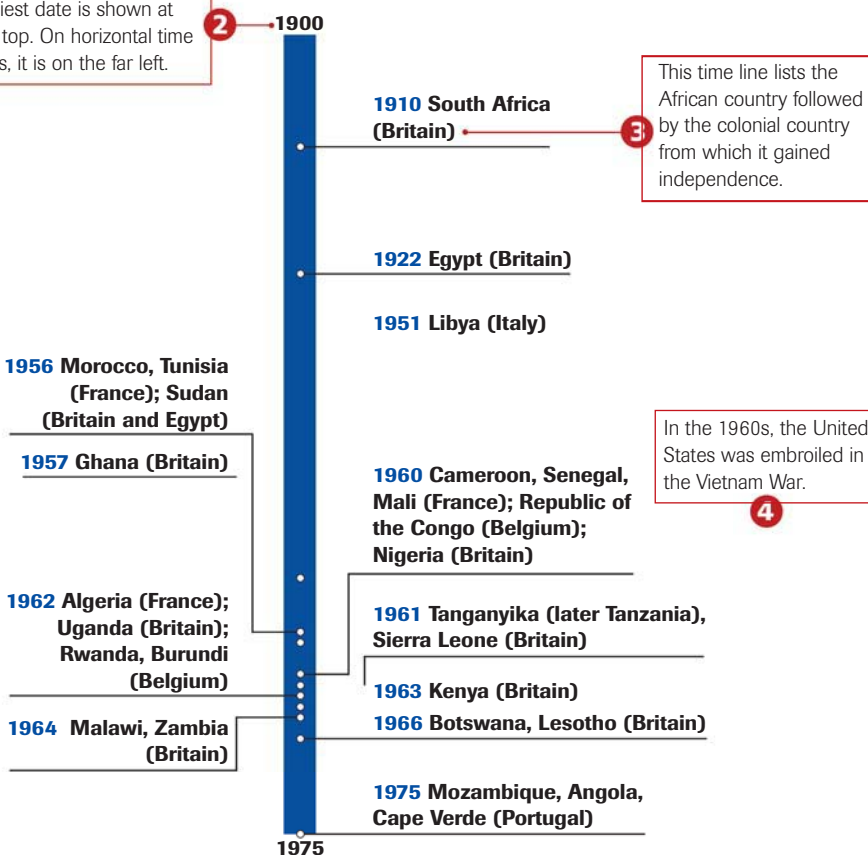 top. On horizontal time
it is on the far left.
2
1900
1910 South Africa
(Britain)
3
This time line lists the
African country followed
by the colonial country
from which it gained
independence.
1922 Egypt (Britain)
1951 Libya (Italy)
1956 Morocco, Tunisia
(France); Sudan
(Britain and Egypt)
1957 Ghana (Britain)
1960 Cameroon, Senegal,
Mali (France); Republic of
the Congo (Belgium);
Nigeria (Britain)
In the 1960s, the United
States was embroiled in
the Vietnam War.
4
1962 Algeria (France);
Uganda (Britain);
Rwanda, Burundi
(Belgium)
1961 Tanganyika (later Tanzania),
Sierra Leone (Britain)
1963 Kenya (Britain)
1964 Malawi, Zambia
(Britain)
1966 Botswana, Lesotho (Britain)
1975 Mozambique, Angola,
Cape Verde (Portugal)
1975